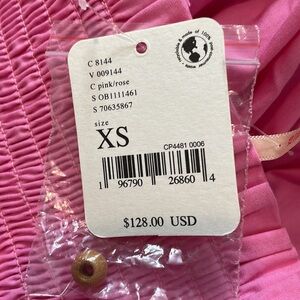 C 8144
V 009144
C pink/rose
S OB1111461
S 70635867
size
XS
CP4481 0006
1 96790 26860 4
$128.00 USD